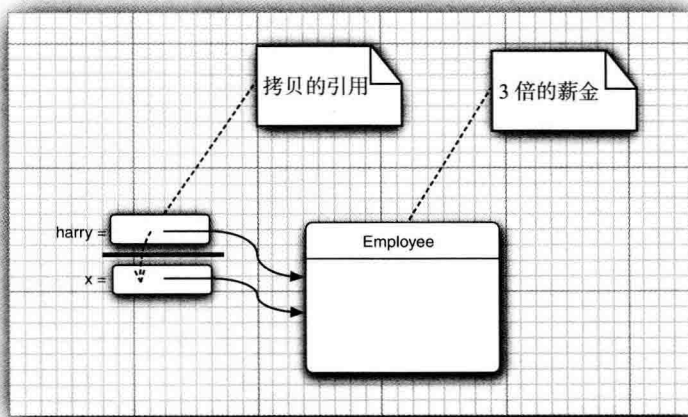 拷贝的引用
3 倍的薪金
harry =
Employee
x =